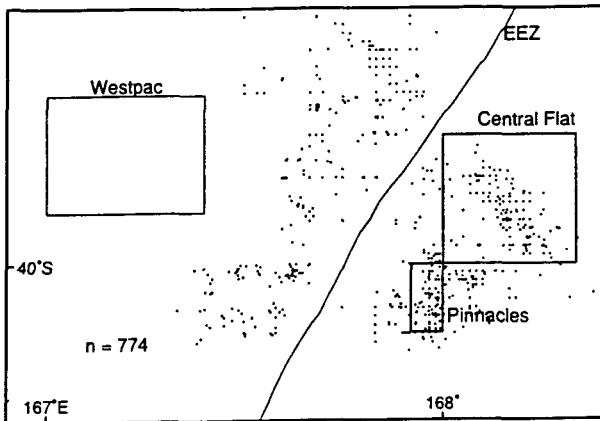 EEZ
Westpac
Central Flat
40°S
Pinnacles
n = 774
167°E
168°